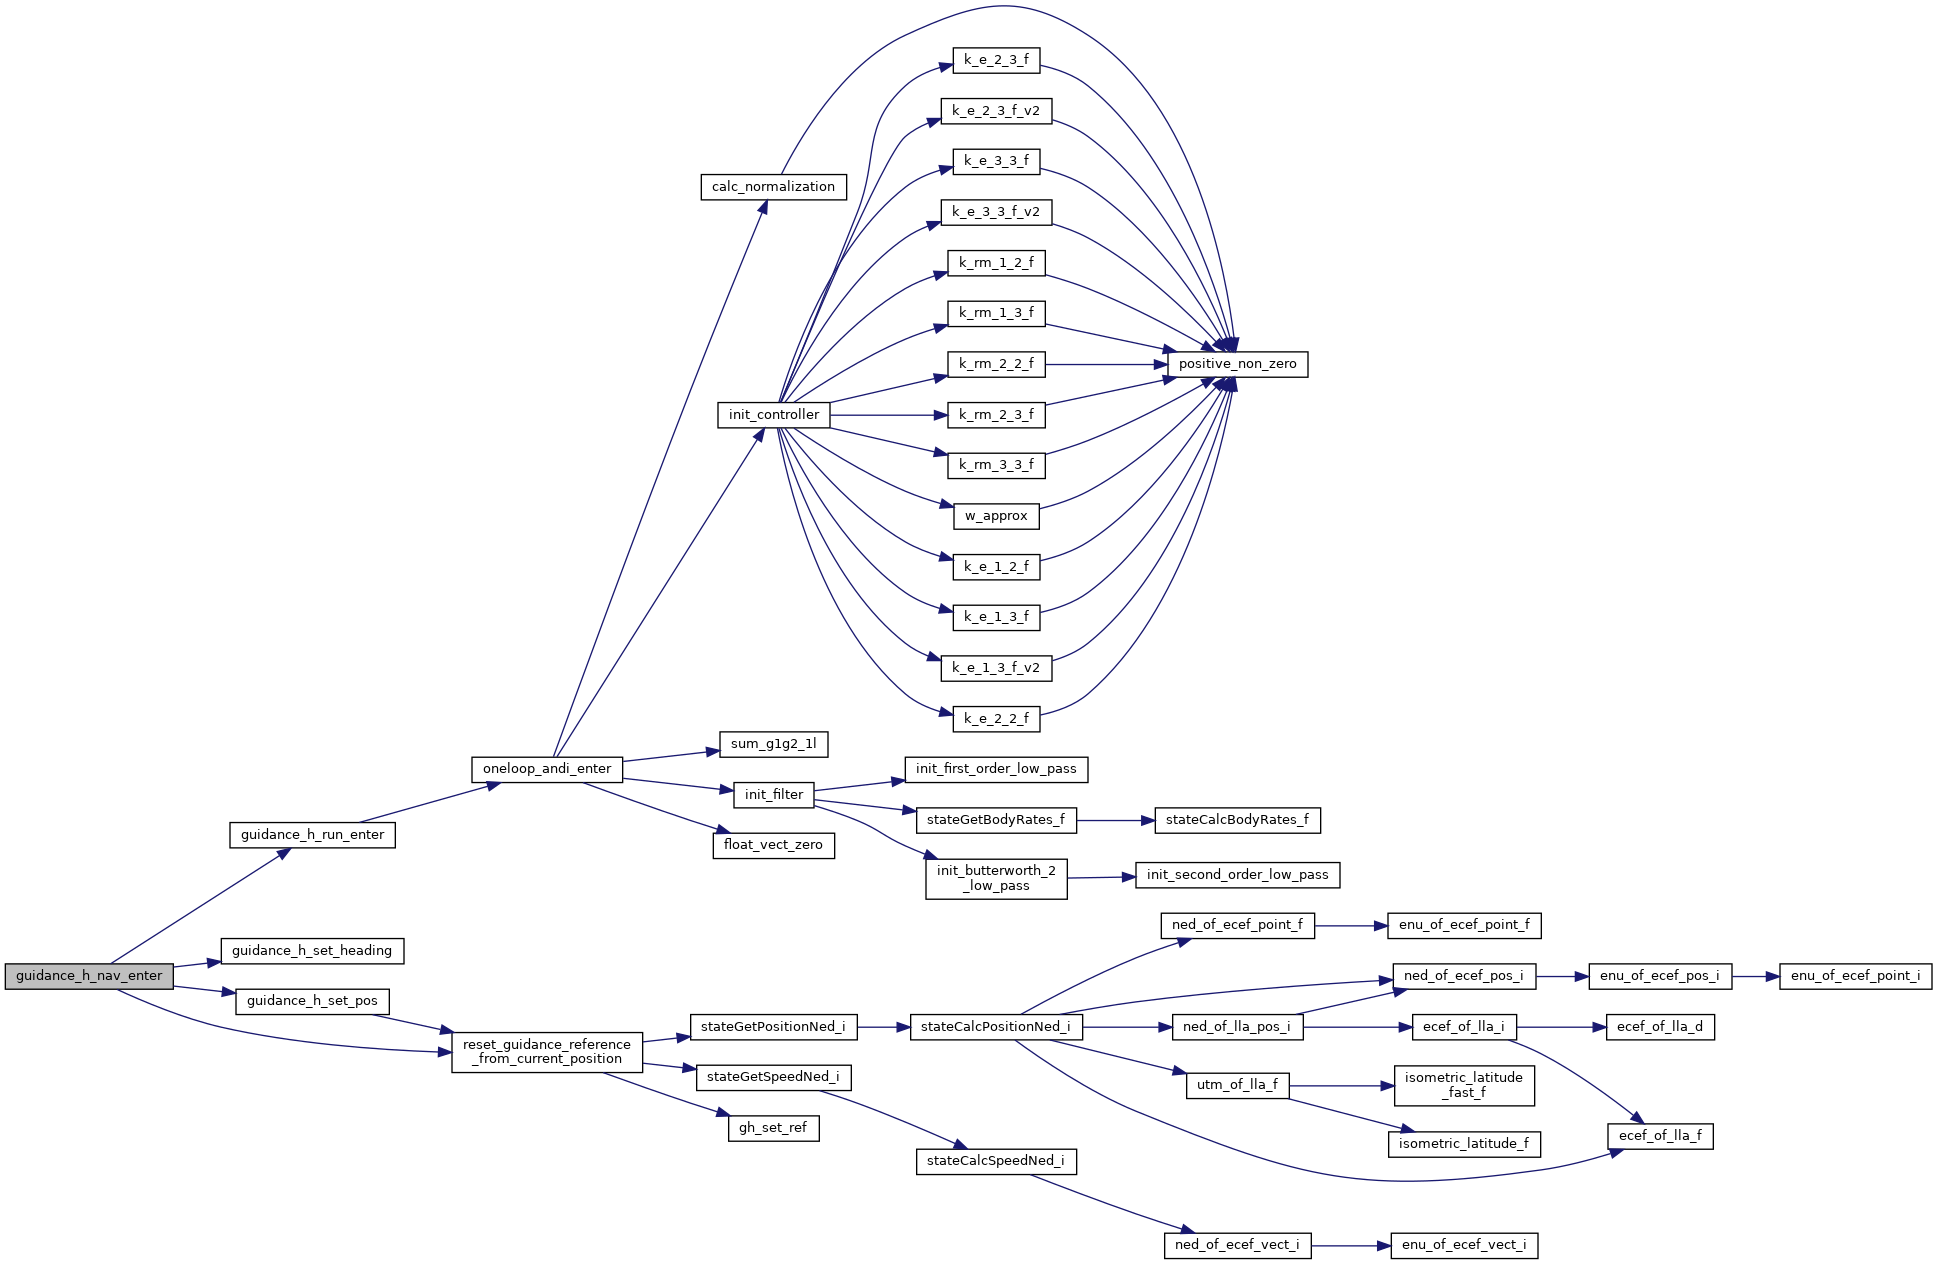 k_e_2_3_f
k_e_2_3_f_v2
k_e_3_3_f
calc_normalization
k_e_3_3_f_v2
k_rm_1_2_f
k_rm_1_3_f
k_rm_2_2_f
positive_non_zero
init_controller
k_rm_2_3_f
k_rm_3_3_f
w_approx
k_e_1_2_f
k_e_1_3_f
k_e_1_3_f_v2
k_e_2_2_f
sum_g1g2_1l
oneloop_andi_enter
init_first_order_low_pass
init_filter
stateGetBodyRates_f
stateCalcBodyRates_f
guidance_h_run_enter
float_vect_zero
init_butterworth_2
_low_pass
init_second_order_low_pass
ned_of_ecef_point_f
enu_of_ecef_point_f
guidance_h_set_heading
guidance_h_nav_enter
ned_of_ecef_pos_i
enu_of_ecef_pos_i
enu_of_ecef_point_i
guidance_h_set_pos
stateGetPositionNed_i
stateCalcPositionNed_i
ned_of_lla_pos_i
ecef_of_lla_i
ecef_of_lla_d
reset_guidance_reference
_from_current_position
stateGetSpeedNed_i
utm_of_lla_f
isometric_latitude
_fast_f
gh_set_ref
isometric_latitude_f
ecef_of_lla_f
stateCalcSpeedNed_i
ned_of_ecef_vect_i
enu_of_ecef_vect_i